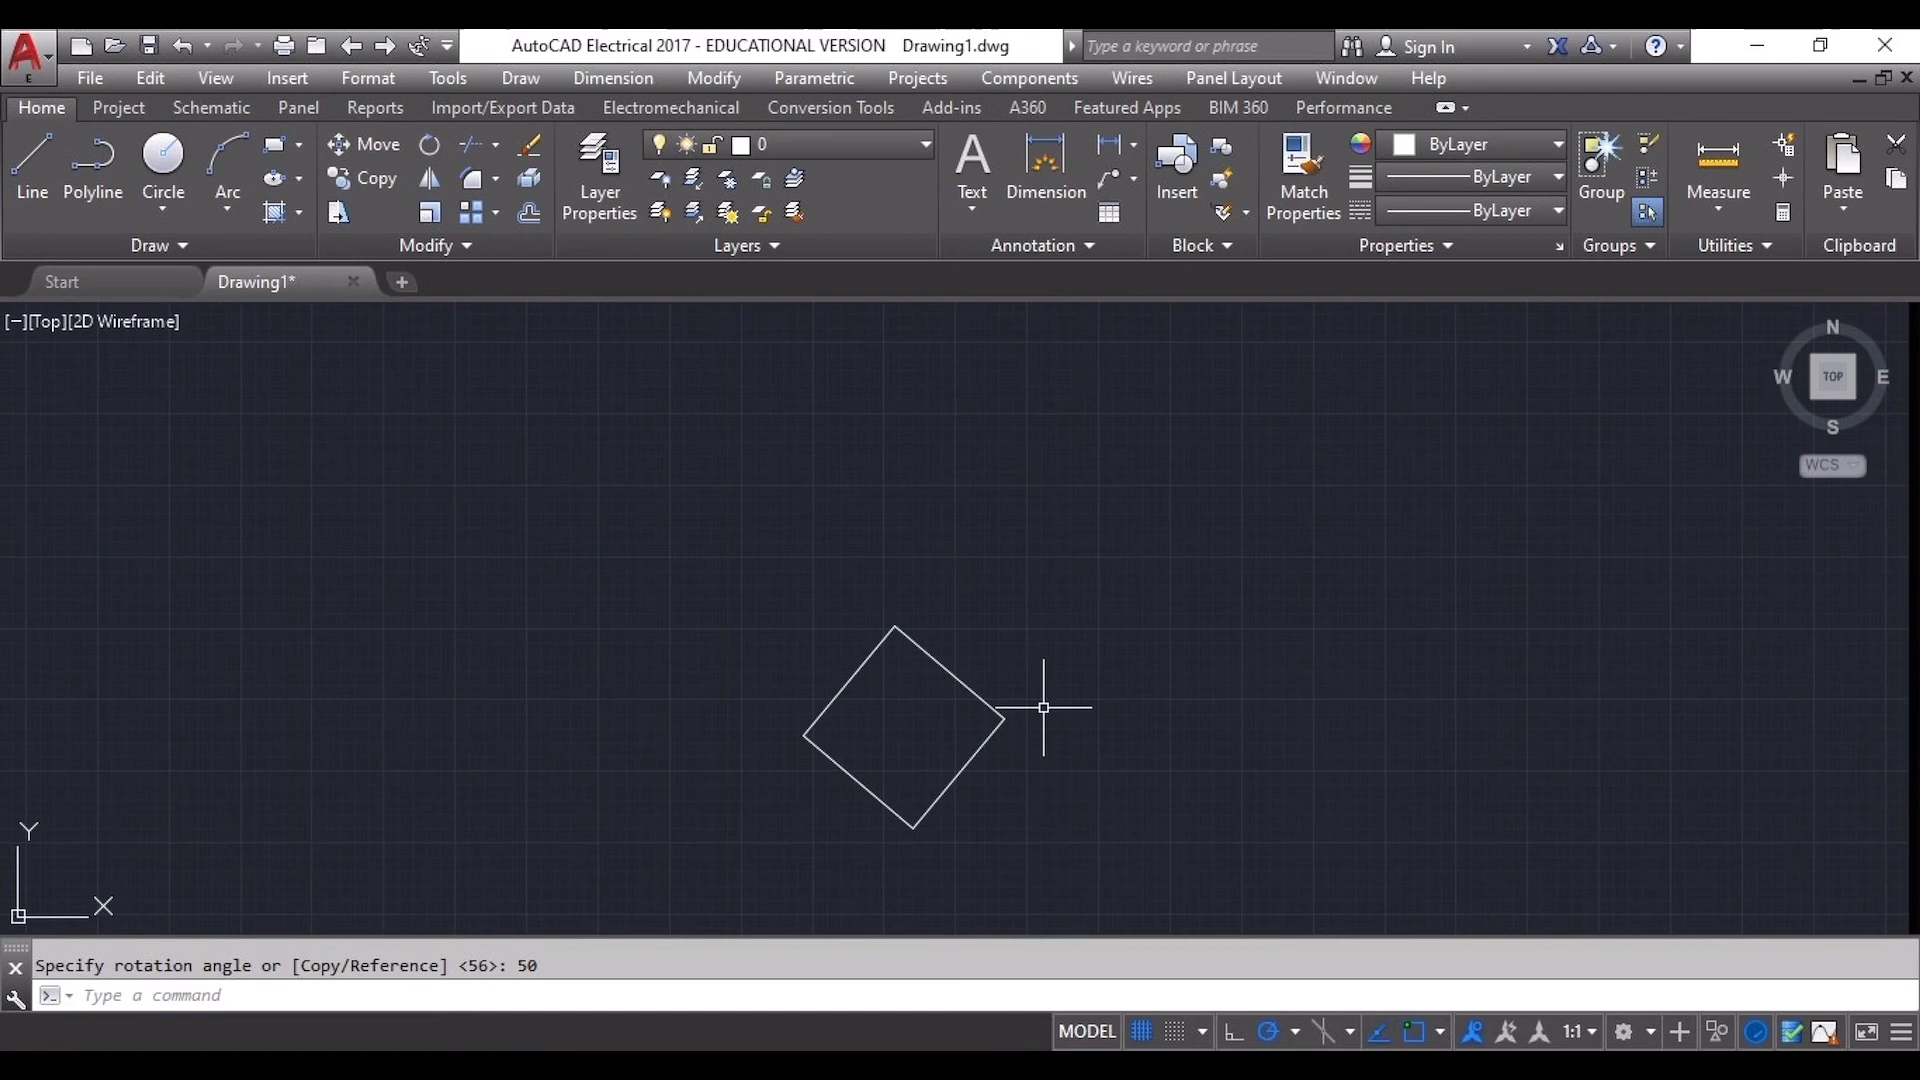 AutoCAD Electrical 2017 - EDUCATIONAL VERSION Drawing1.dwg
Type a keyword or phrase
Sign In
E
File Edit View Insert Format Tools Draw Dimension Modify Parametric Projects Components Wires Panel Layout Window Help
Home Project Schematic Panel Reports Import/Export Data Electromechanical Conversion Tools Add-ins A360 Featured Apps BIM 360 Performance
Line Polyline Circle Arc
Move
Copy
Layer Properties
0
Text Dimension
Insert
Match Properties
ByLayer
ByLayer
ByLayer
Group
Measure
Paste
Draw Modify Layers Annotation Block Properties Groups Utilities Clipboard
Start Drawing1*
[−][Top][2D Wireframe]
N
W TOP E
S
WCS
Y
X
Specify rotation angle or [Copy/Reference] <56>: 50
Type a command
MODEL 1:1